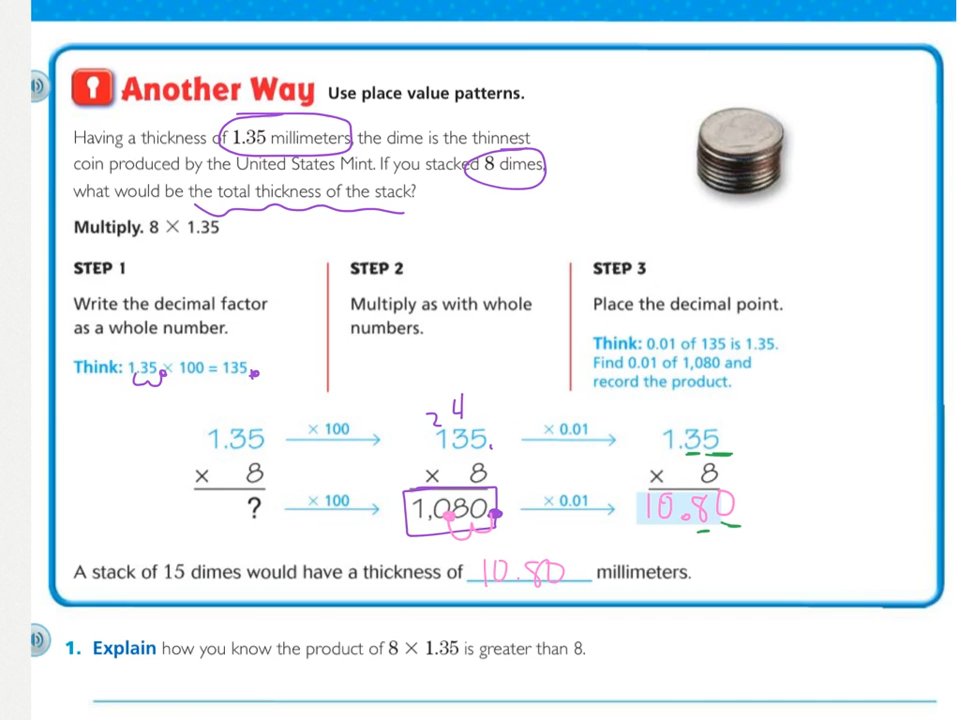 Another Way Use place value patterns.
Having a thickness of 1.35 millimeters, the dime is the thinnest
coin produced by the United States Mint. If you stacked 8 dimes,
what would be the total thickness of the stack?
Multiply. 8 × 1.35
STEP 1
Write the decimal factor
as a whole number.
Think: 1.35 × 100 = 135.
1.35
× 8
?
× 100
× 100
STEP 2
Multiply as with whole
numbers.
2 4
135.
× 8
1,080.
× 0.01
× 0.01
STEP 3
Place the decimal point.
Think: 0.01 of 135 is 1.35.
Find 0.01 of 1,080 and
record the product.
1.35
× 8
10.80
A stack of 15 dimes would have a thickness of 10.80 millimeters.
1. Explain how you know the product of 8 × 1.35 is greater than 8.